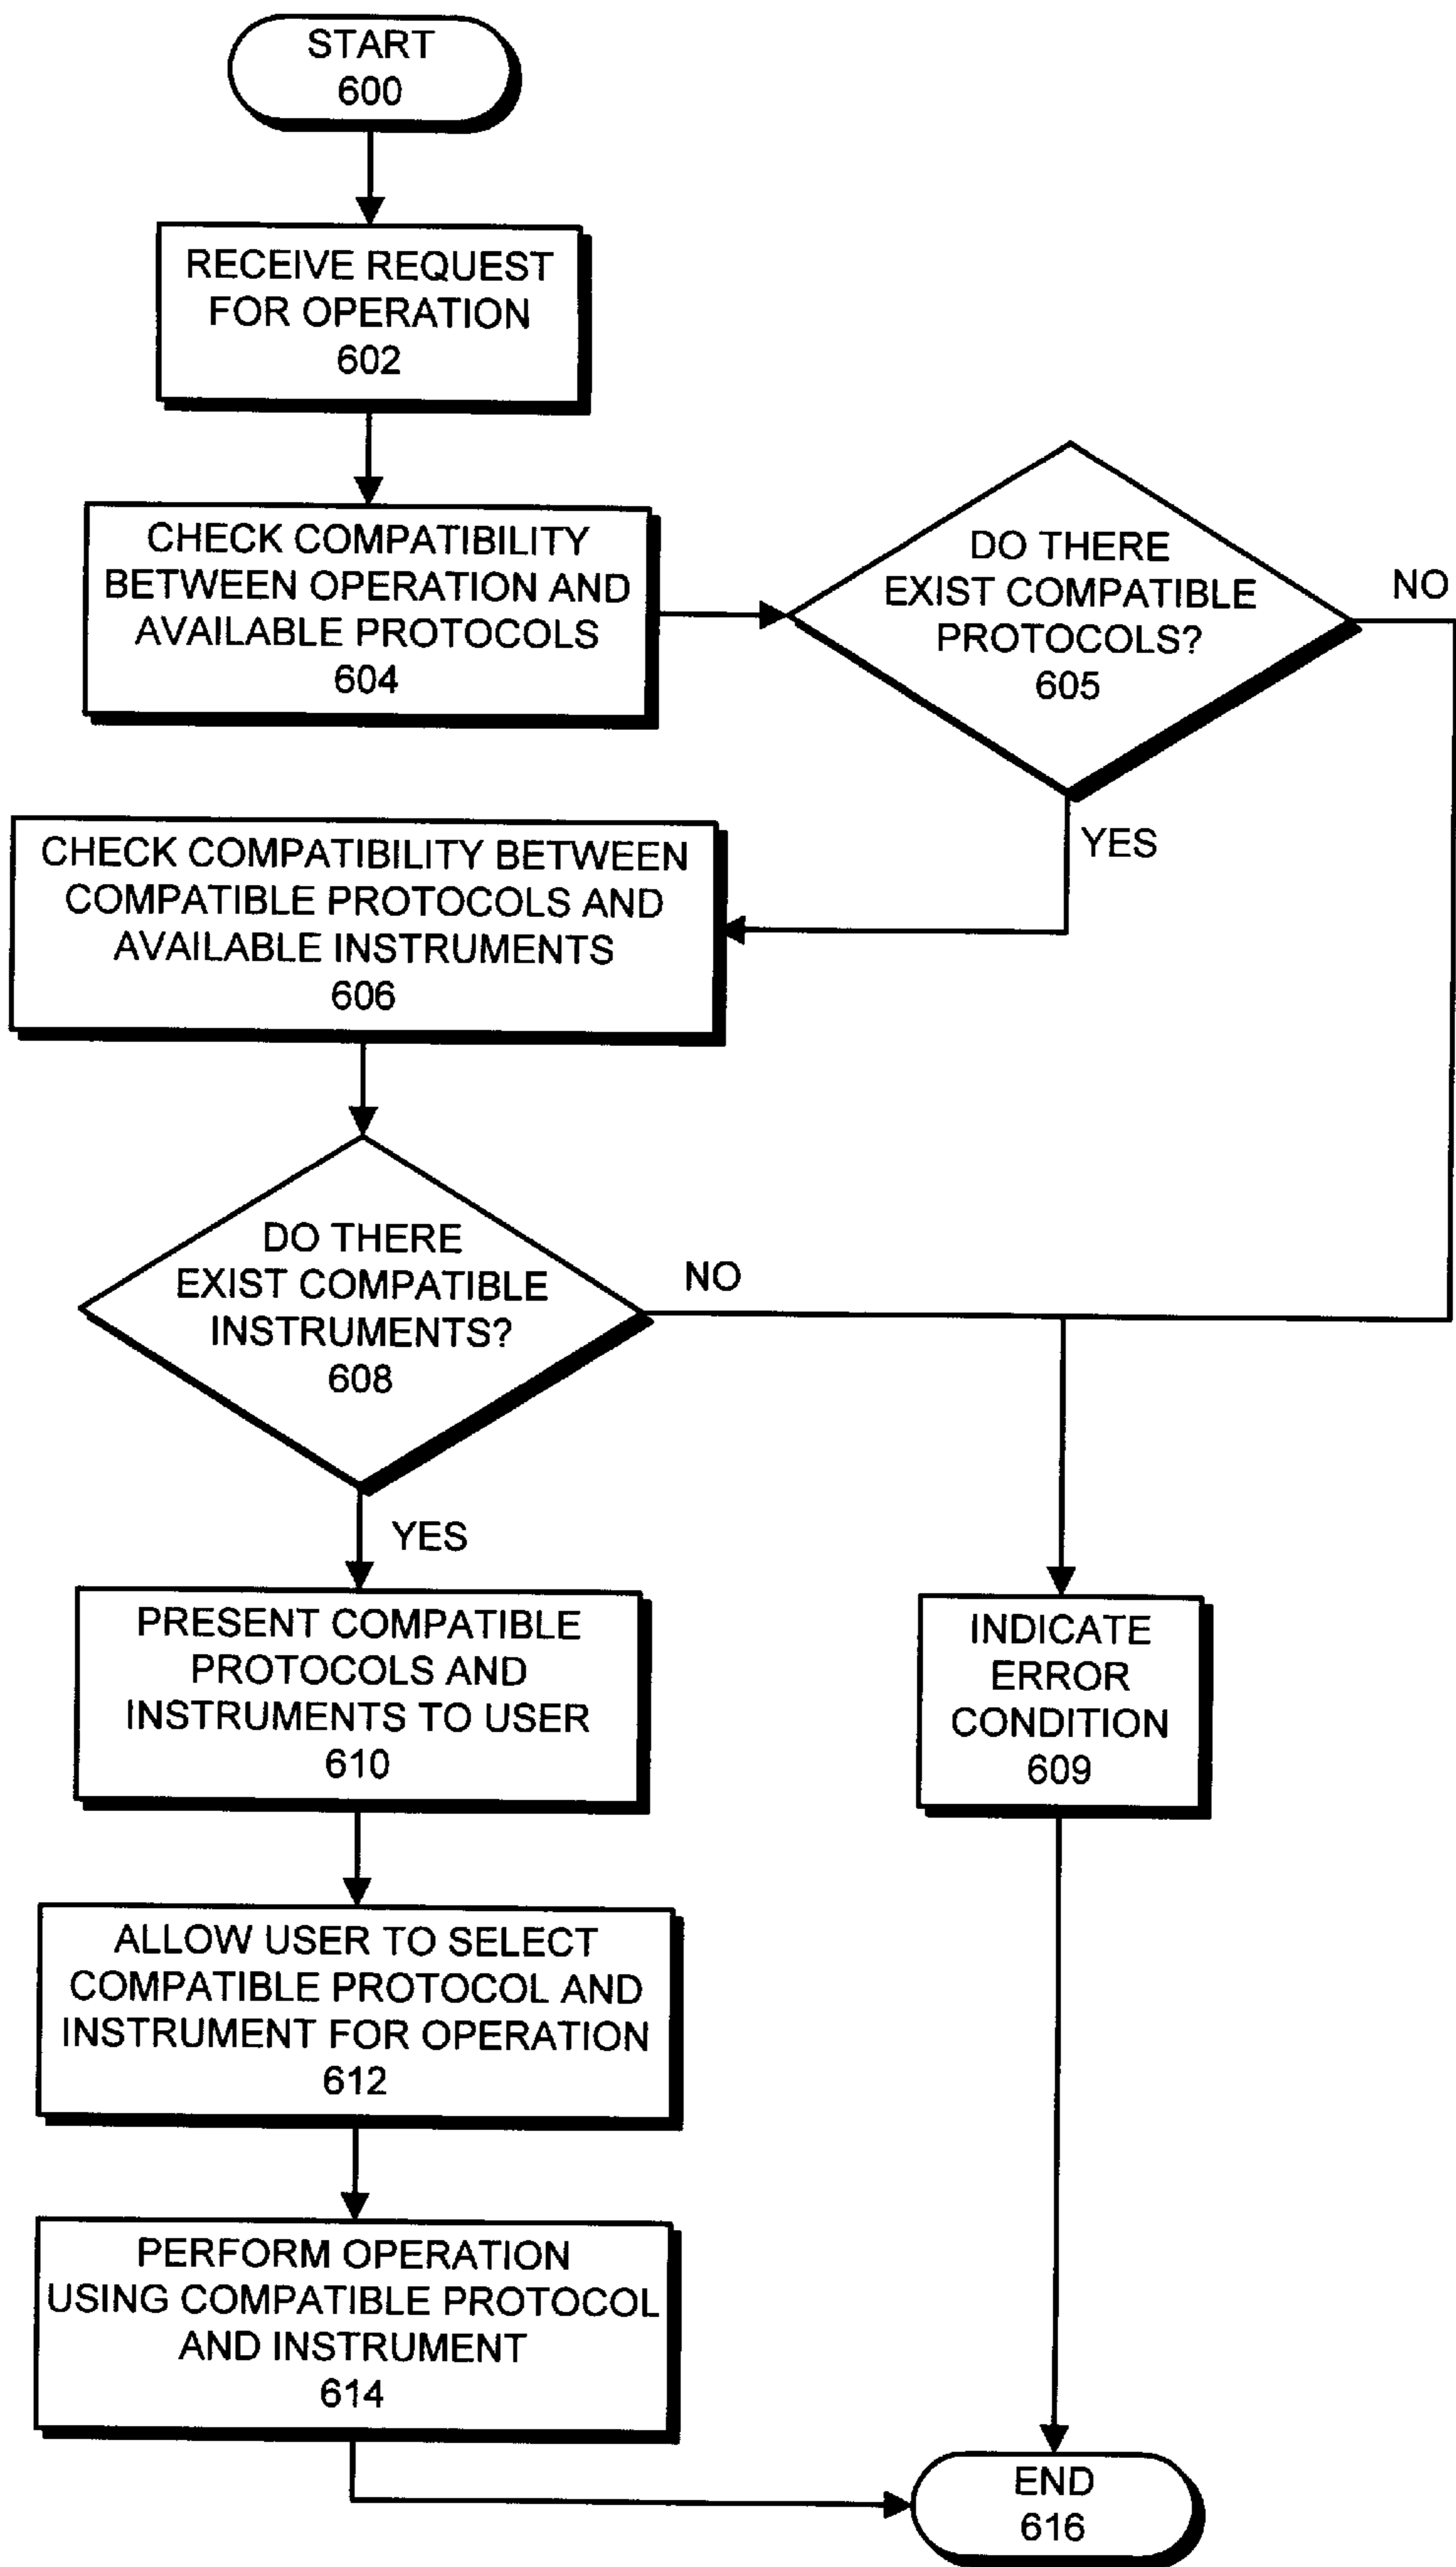 START
600
RECEIVE REQUEST
FOR OPERATION
602
CHECK COMPATIBILITY
BETWEEN OPERATION AND
AVAILABLE PROTOCOLS
604
DO THERE
EXIST COMPATIBLE
PROTOCOLS?
605
NO
YES
CHECK COMPATIBILITY BETWEEN
COMPATIBLE PROTOCOLS AND
AVAILABLE INSTRUMENTS
606
DO THERE
EXIST COMPATIBLE
INSTRUMENTS?
608
NO
YES
PRESENT COMPATIBLE
PROTOCOLS AND
INSTRUMENTS TO USER
610
INDICATE
ERROR
CONDITION
609
ALLOW USER TO SELECT
COMPATIBLE PROTOCOL AND
INSTRUMENT FOR OPERATION
612
PERFORM OPERATION
USING COMPATIBLE PROTOCOL
AND INSTRUMENT
614
END
616